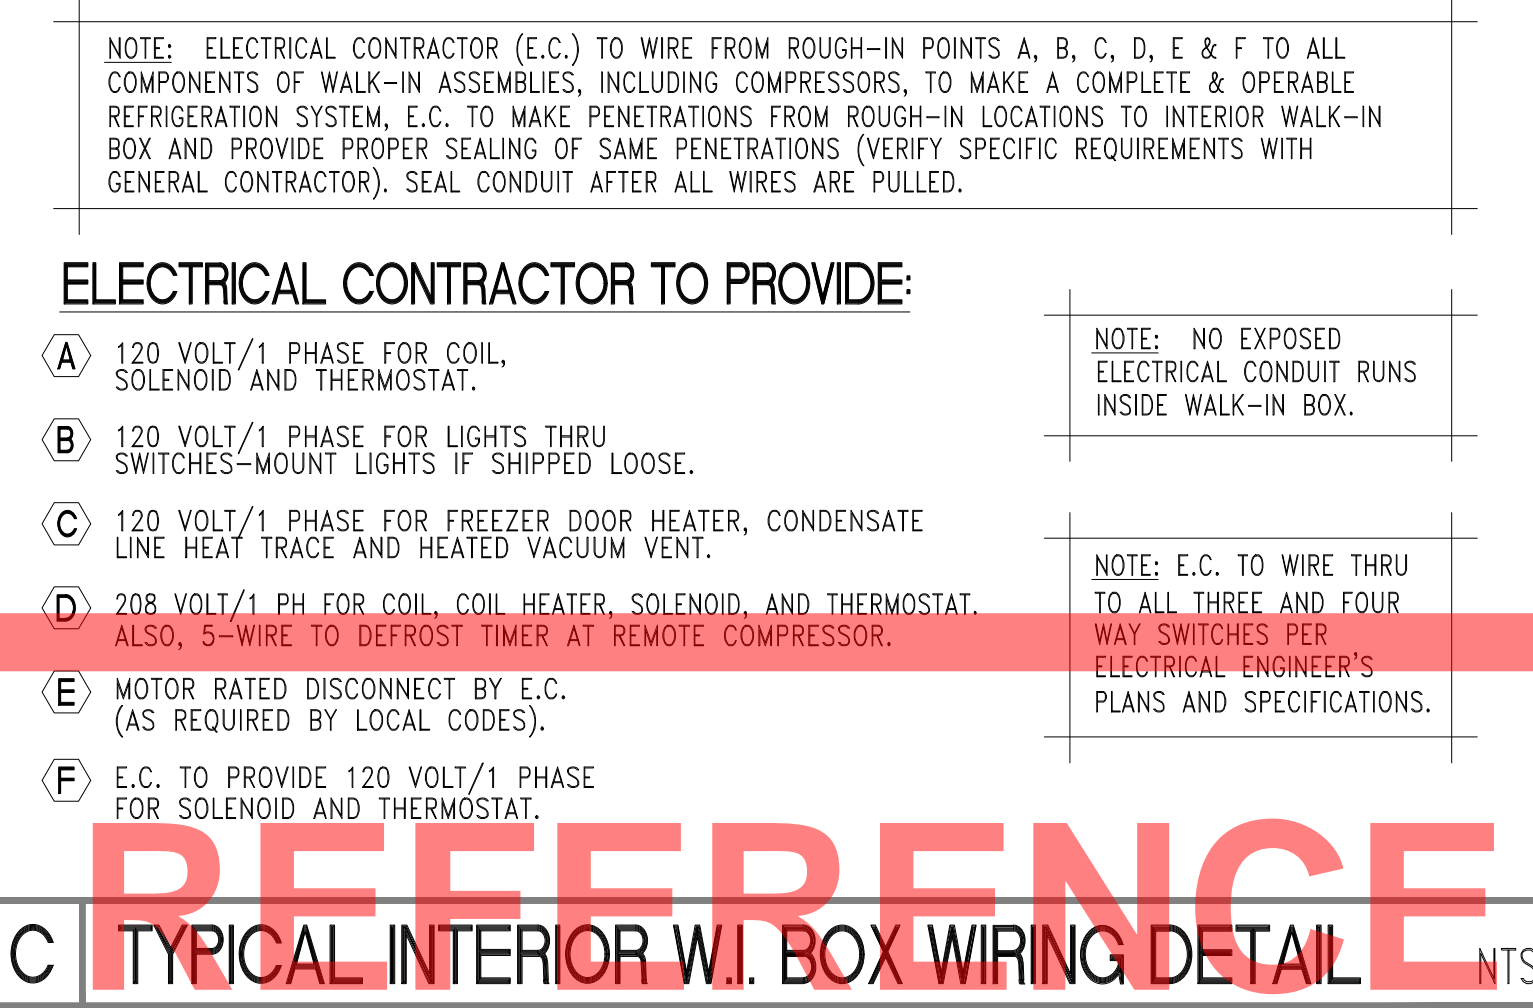 NOTE: ELECTRICAL CONTRACTOR (E.C.) TO WIRE FROM ROUGH-IN POINTS A, B, C, D, E & F TO ALL
COMPONENTS OF WALK-IN ASSEMBLIES, INCLUDING COMPRESSORS, TO MAKE A COMPLETE & OPERABLE
REFRIGERATION SYSTEM, E.C. TO MAKE PENETRATIONS FROM ROUGH-IN LOCATIONS TO INTERIOR WALK-IN
BOX AND PROVIDE PROPER SEALING OF SAME PENETRATIONS (VERIFY SPECIFIC REQUIREMENTS WITH
GENERAL CONTRACTOR). SEAL CONDUIT AFTER ALL WIRES ARE PULLED.
ELECTRICAL CONTRACTOR TO PROVIDE:
A 120 VOLT/1 PHASE FOR COIL,
SOLENOID AND THERMOSTAT.
B 120 VOLT/1 PHASE FOR LIGHTS THRU
SWITCHES-MOUNT LIGHTS IF SHIPPED LOOSE.
C 120 VOLT/1 PHASE FOR FREEZER DOOR HEATER, CONDENSATE
LINE HEAT TRACE AND HEATED VACUUM VENT.
D 208 VOLT/1 PH FOR COIL, COIL HEATER, SOLENOID, AND THERMOSTAT.
ALSO, 5-WIRE TO DEFROST TIMER AT REMOTE COMPRESSOR.
E MOTOR RATED DISCONNECT BY E.C.
(AS REQUIRED BY LOCAL CODES).
F E.C. TO PROVIDE 120 VOLT/1 PHASE
FOR SOLENOID AND THERMOSTAT.
NOTE: NO EXPOSED
ELECTRICAL CONDUIT RUNS
INSIDE WALK-IN BOX.
NOTE: E.C. TO WIRE THRU
TO ALL THREE AND FOUR
WAY SWITCHES PER
ELECTRICAL ENGINEER'S
PLANS AND SPECIFICATIONS.
REFERENCE
C TYPICAL INTERIOR W.I. BOX WIRING DETAIL NTS